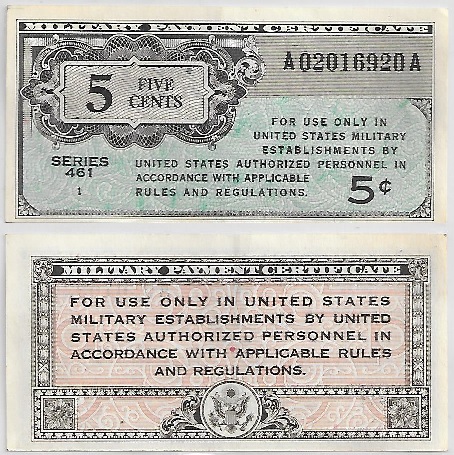 MILITARY PAYMENT CERTIFICATE
A02016920A
5 FIVE CENTS
FOR USE ONLY IN
UNITED STATES MILITARY
ESTABLISHMENTS BY
UNITED STATES AUTHORIZED PERSONNEL IN
ACCORDANCE WITH APPLICABLE
RULES AND REGULATIONS.
SERIES
461
1
5¢
MILITARY PAYMENT CERTIFICATE
FOR USE ONLY IN UNITED STATES
MILITARY ESTABLISHMENTS BY UNITED
STATES AUTHORIZED PERSONNEL IN
ACCORDANCE WITH APPLICABLE RULES
AND REGULATIONS.